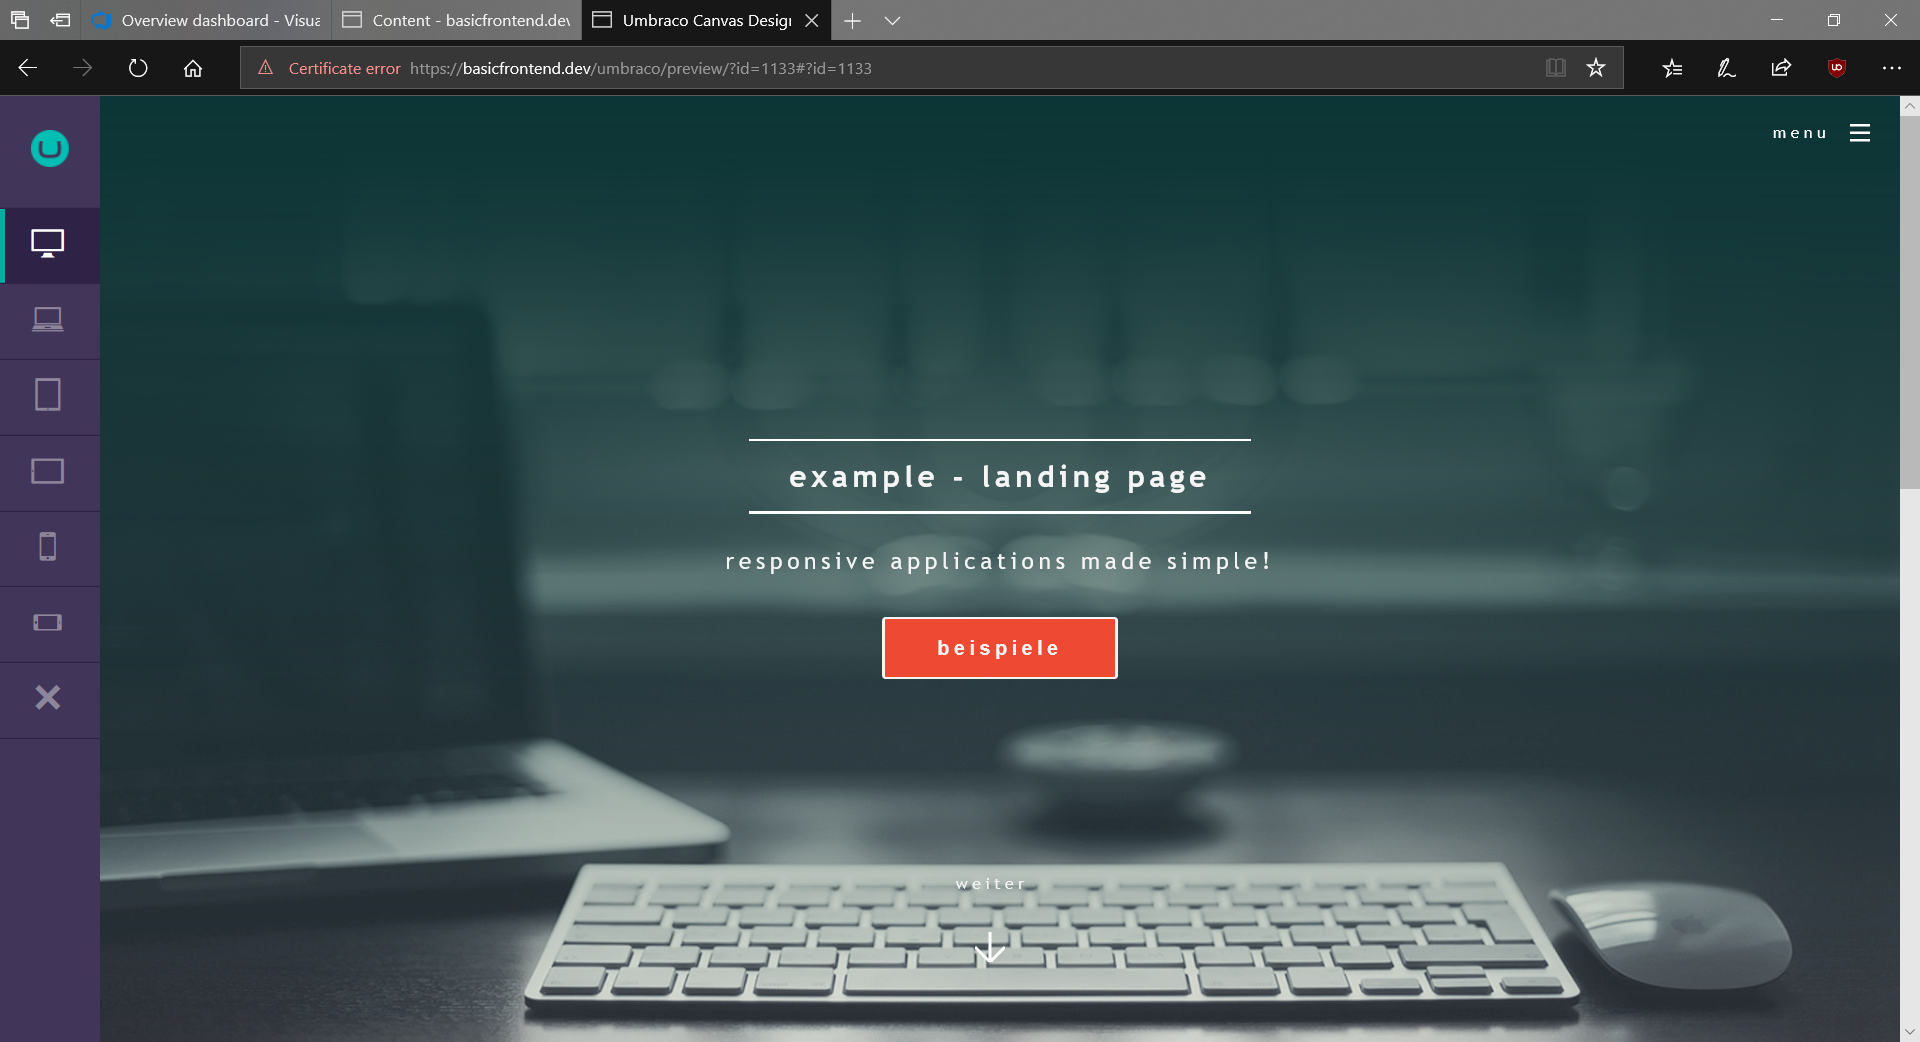 Overview dashboard - Visua
Content - basicfrontend.dev
Umbraco Canvas Design
Certificate error https://basicfrontend.dev/umbraco/preview/?id=1133#?id=1133
menu
example - landing page
responsive applications made simple!
beispiele
weiter